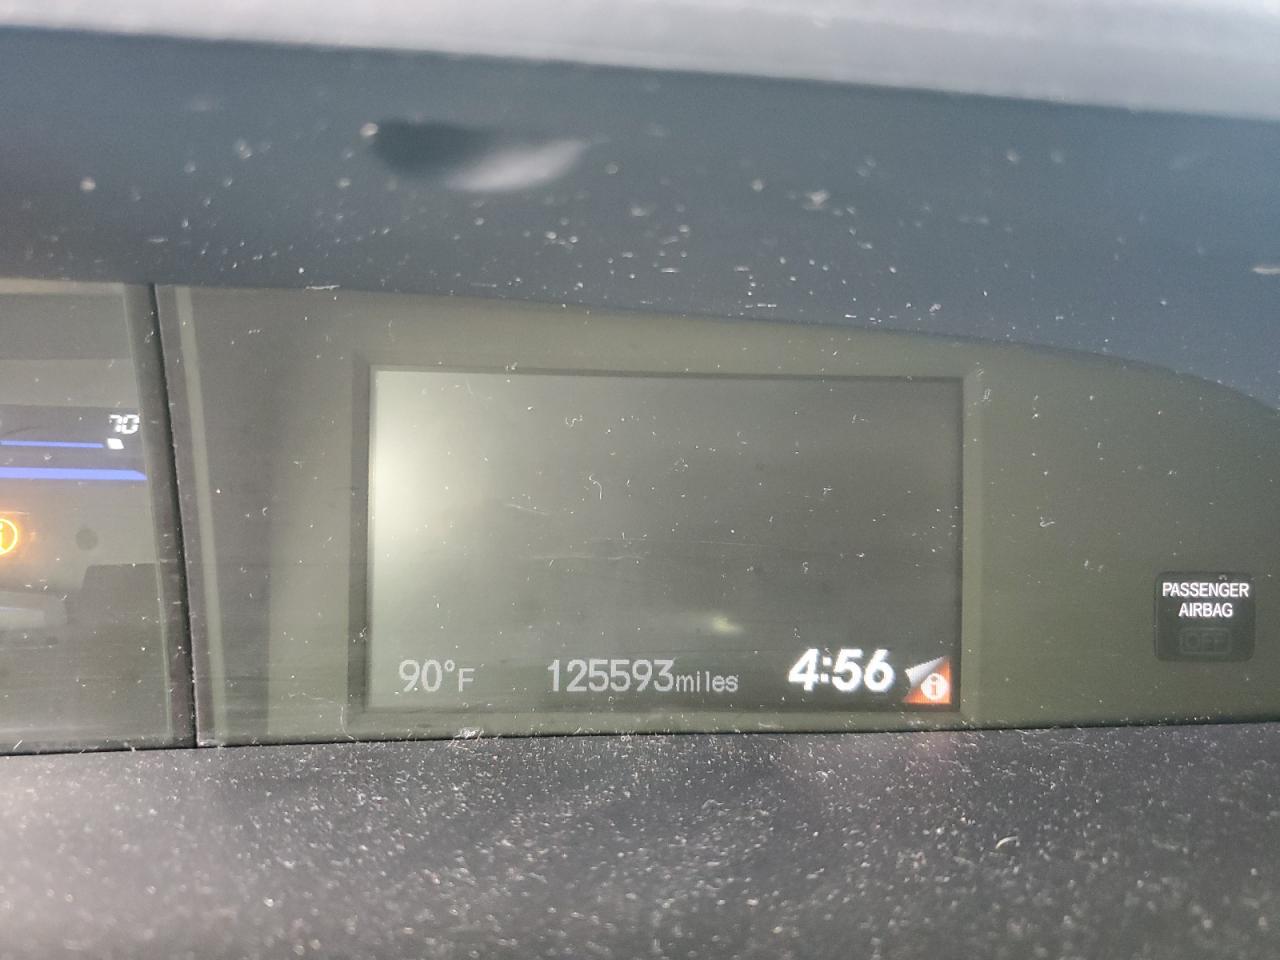 70
90°F 125593miles 4:56
PASSENGER
AIRBAG
OFF